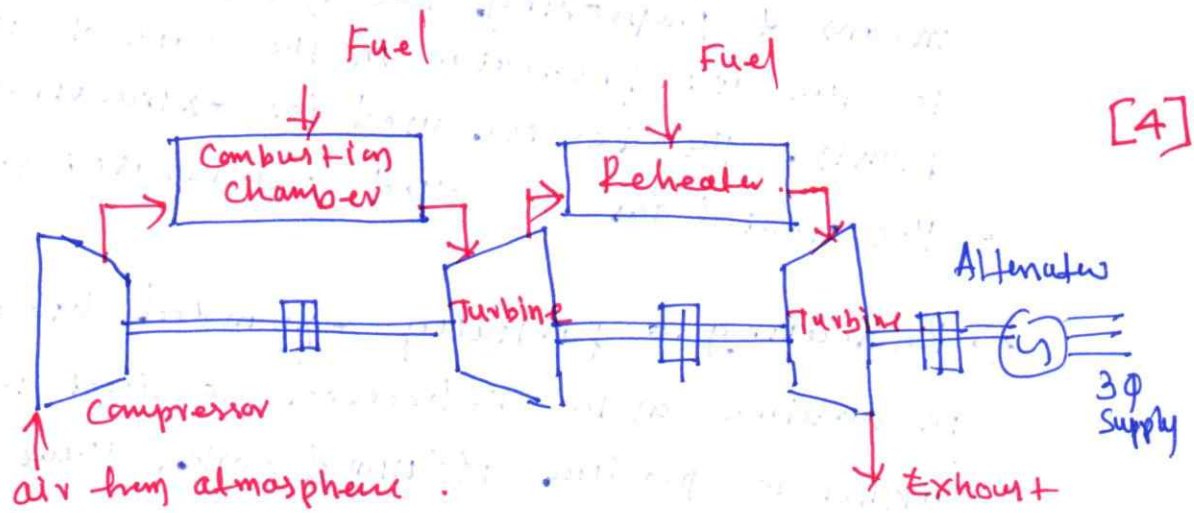 Fuel
Fuel
[4]
Combustion
Chamber
Reheater
Alternator
Turbine
Turbine
Compressor
3φ
Supply
air from atmosphere .
Exhaust